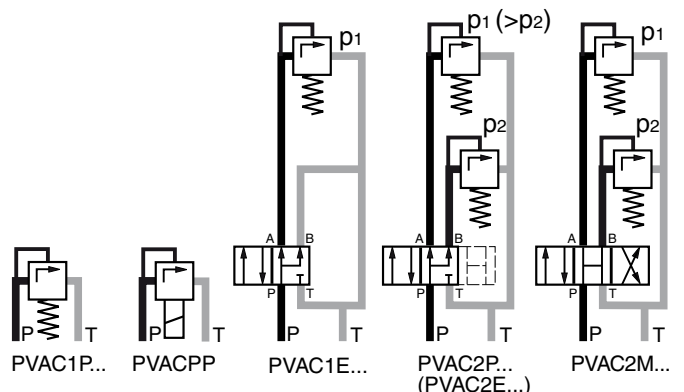 p1
p1 (>p2)
p1
p2
p2
A B
A B
A B
P T
P T
P T
P T
P T
P T
P T
PVAC1P...
PVACPP
PVAC1E...
PVAC2P...
(PVAC2E...)
PVAC2M...